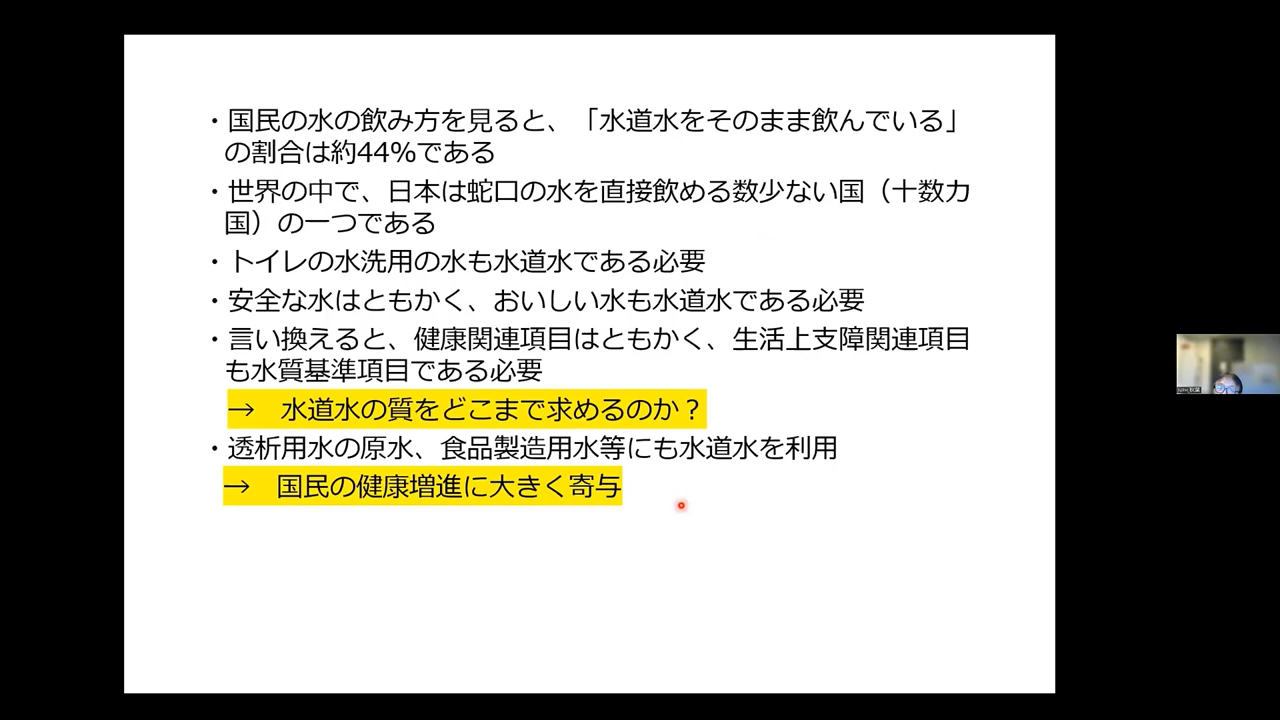 ・国民の水の飲み方を見ると、「水道水をそのまま飲んでいる」
の割合は約44%である
・世界の中で、日本は蛇口の水を直接飲める数少ない国（十数カ
国）の一つである
・トイレの水洗用の水も水道水である必要
・安全な水はともかく、おいしい水も水道水である必要
・言い換えると、健康関連項目はともかく、生活上支障関連項目
も水質基準項目である必要
→　水道水の質をどこまで求めるのか？
・透析用水の原水、食品製造用水等にも水道水を利用
→　国民の健康増進に大きく寄与